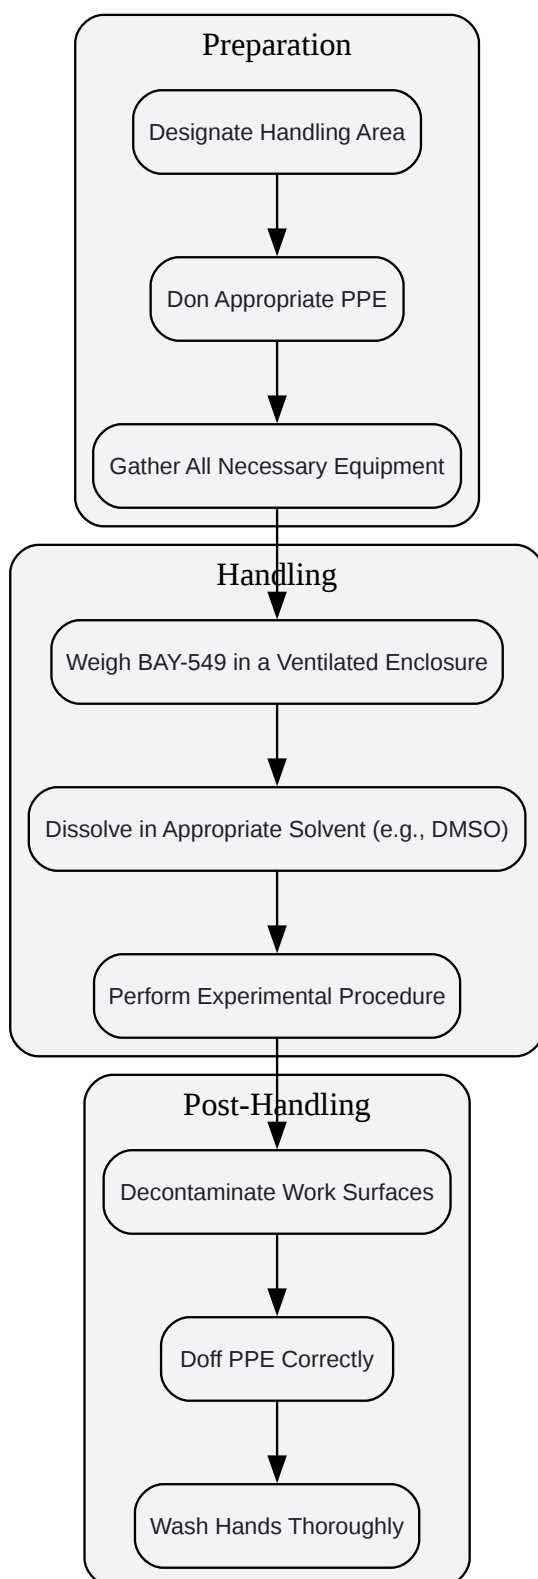 Preparation
Designate Handling Area
Don Appropriate PPE
Gather All Necessary Equipment
Handling
Weigh BAY-549 in a Ventilated Enclosure
Dissolve in Appropriate Solvent (e.g., DMSO)
Perform Experimental Procedure
Post-Handling
Decontaminate Work Surfaces
Doff PPE Correctly
Wash Hands Thoroughly